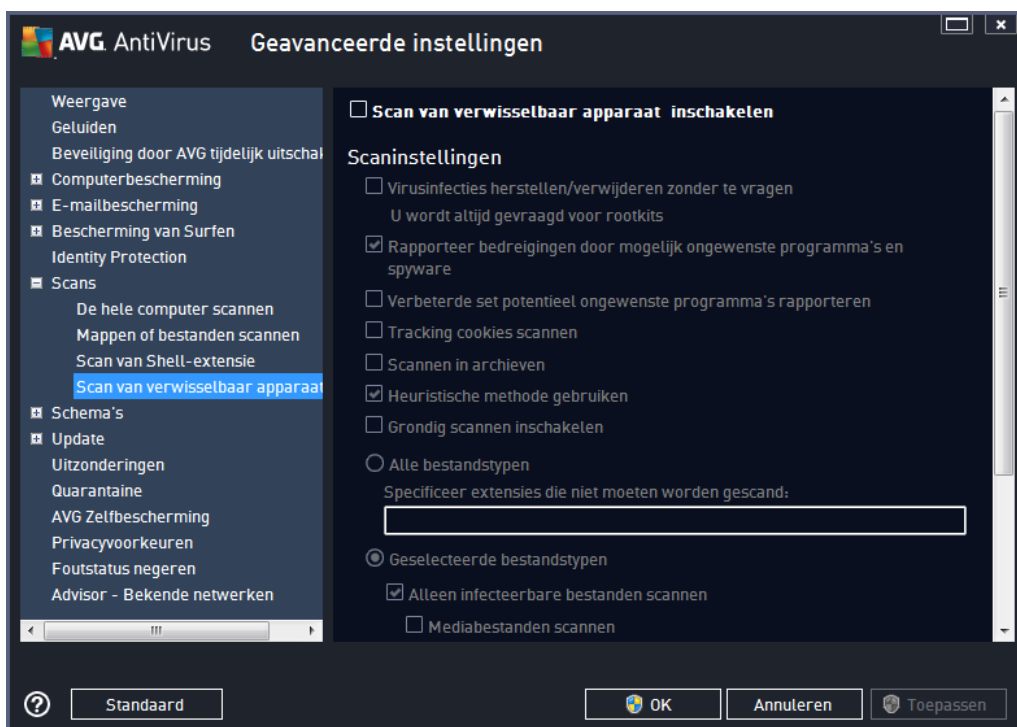 AVG. AntiVirus
Geavanceerde instellingen
Weergave
Geluiden
Beveiliging door AVG tijdelijk uitschak
Computerbescherming
E-mailbescherming
Bescherming van Surfen
Identity Protection
Scans
De hele computer scannen
Mappen of bestanden scannen
Scan van Shell-extensie
Scan van verwisselbaar apparaat
Schema's
Update
Uitzonderingen
Quarantaine
AVG Zelfbescherming
Privacyvoorkeuren
Foutstatus negeren
Advisor - Bekende netwerken
Scan van verwisselbaar apparaat inschakelen
Scaninstellingen
Virusinfecties herstellen/verwijderen zonder te vragen
U wordt altijd gevraagd voor rootkits
Rapporteer bedreigingen door mogelijk ongewenste programma's en
spyware
Verbeterde set potentieel ongewenste programma's rapporteren
Tracking cookies scannen
Scannen in archieven
Heuristische methode gebruiken
Grondig scannen inschakelen
Alle bestandstypen
Specificeer extensies die niet moeten worden gescand:
Geselecteerde bestandstypen
Alleen infecteerbare bestanden scannen
Mediabestanden scannen
Standaard
OK
Annuleren
Toepassen